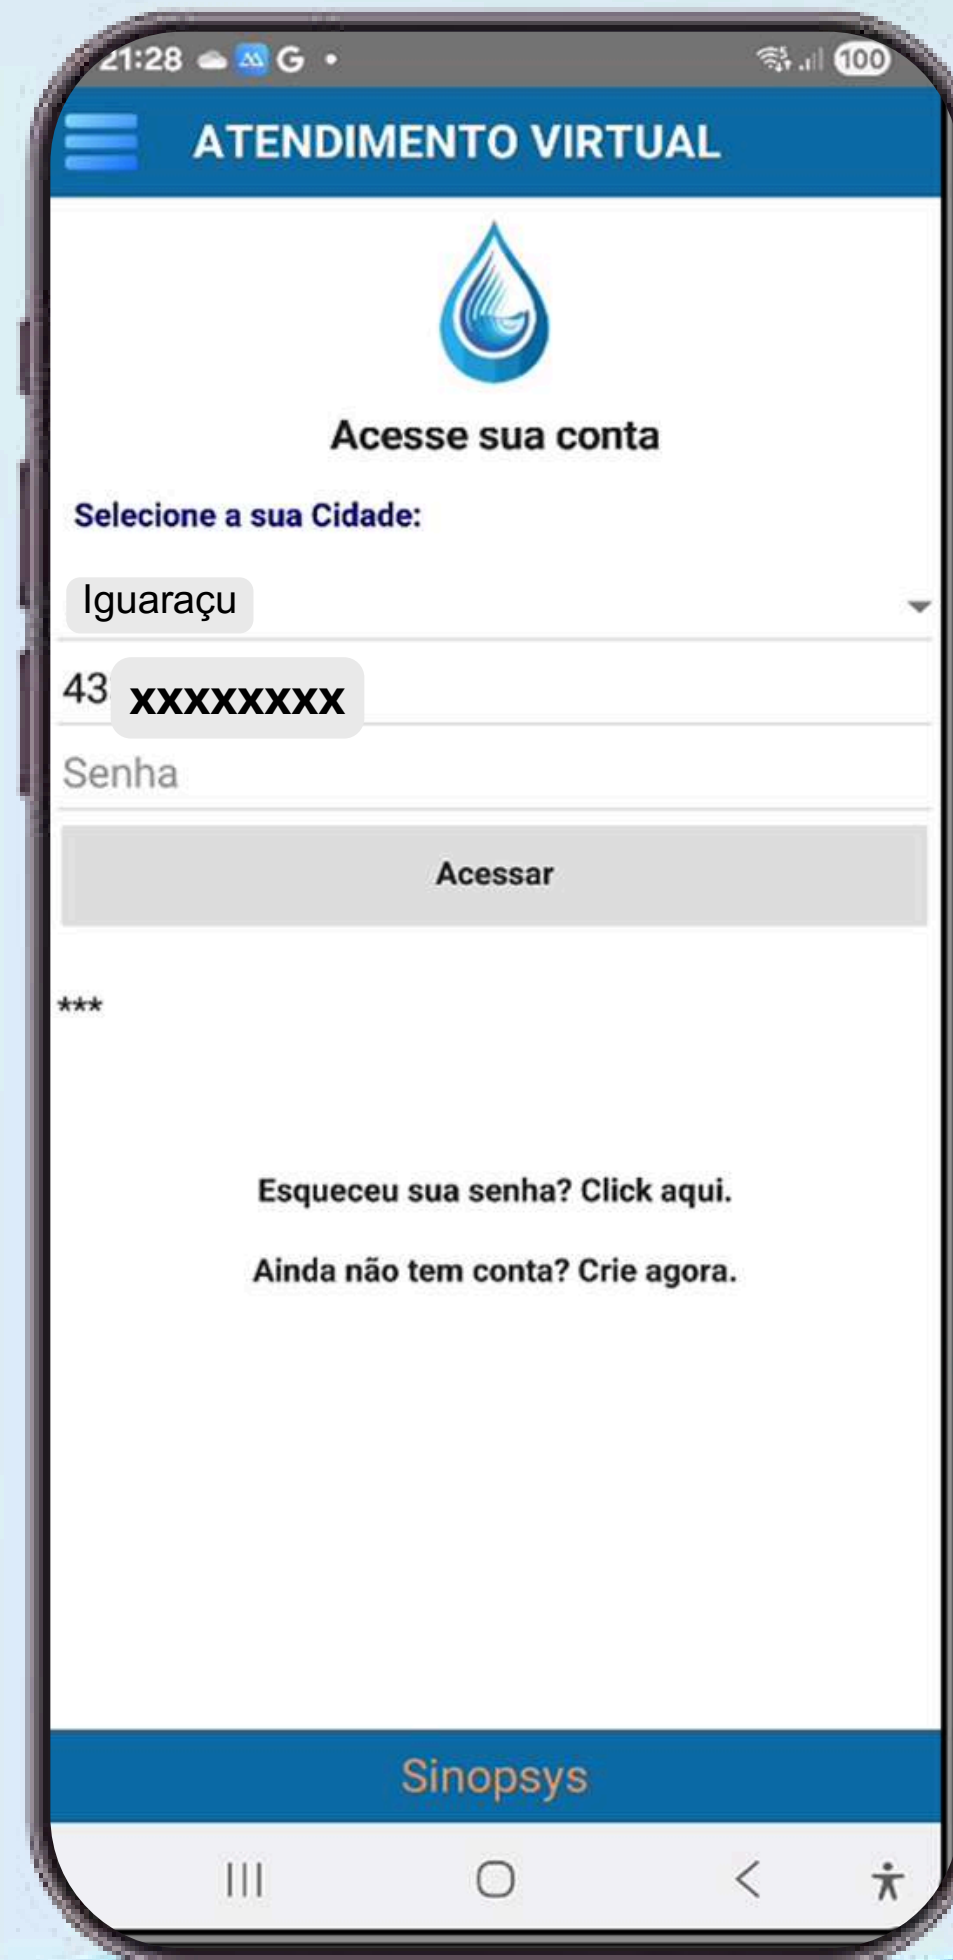 21:28 G 100
ATENDIMENTO VIRTUAL
Acesse sua conta
Selecione a sua Cidade:
Iguaraçu
43 xxxxxxxx
Senha
Acessar
***
Esqueceu sua senha? Click aqui.
Ainda não tem conta? Crie agora.
Sinopsys